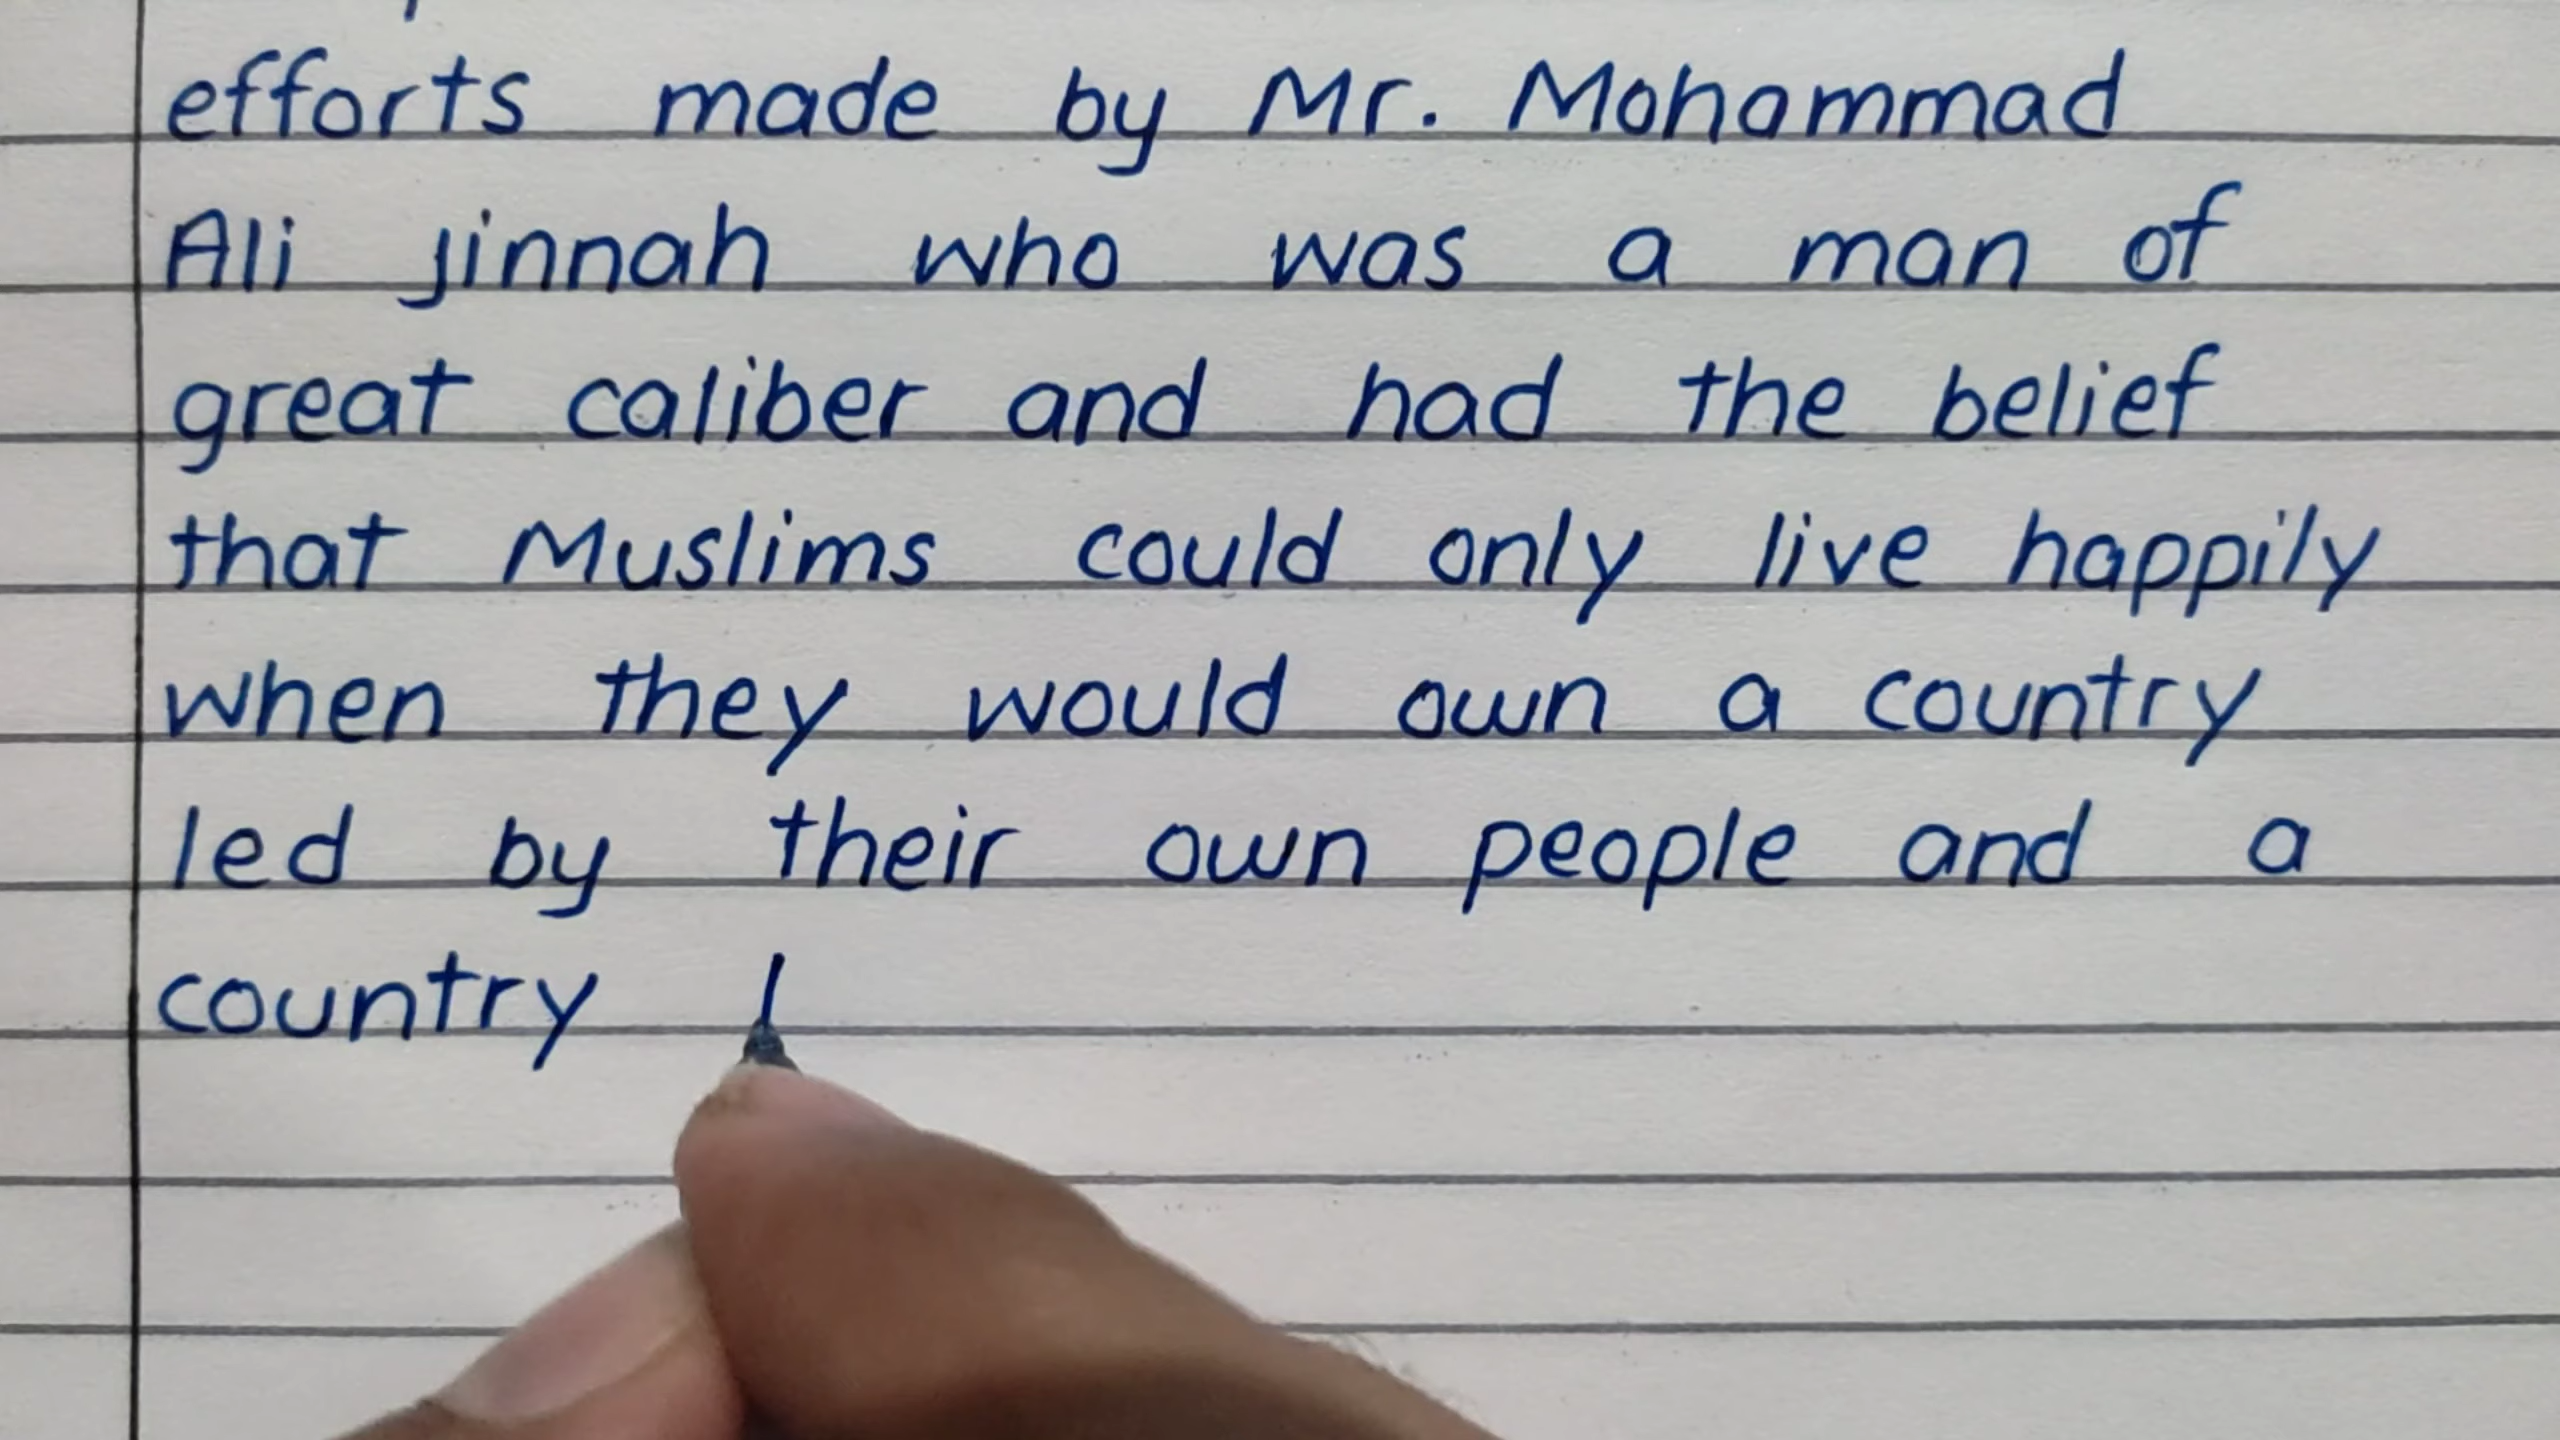 efforts made by Mr. Mohammad
Ali jinnah who was a man of
great caliber and had the belief
that Muslims could only live happily
when they would own a country
led by their own people and a
country